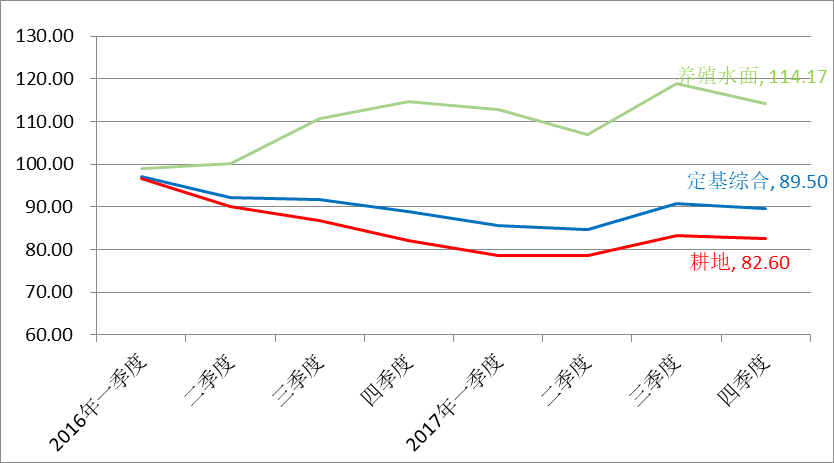 130.00
120.00
110.00
100.00
90.00
80.00
70.00
60.00
养殖水面, 114.17
定基综合, 89.50
耕地, 82.60
2016年一季度
二季度
三季度
四季度
2017年一季度
二季度
三季度
四季度